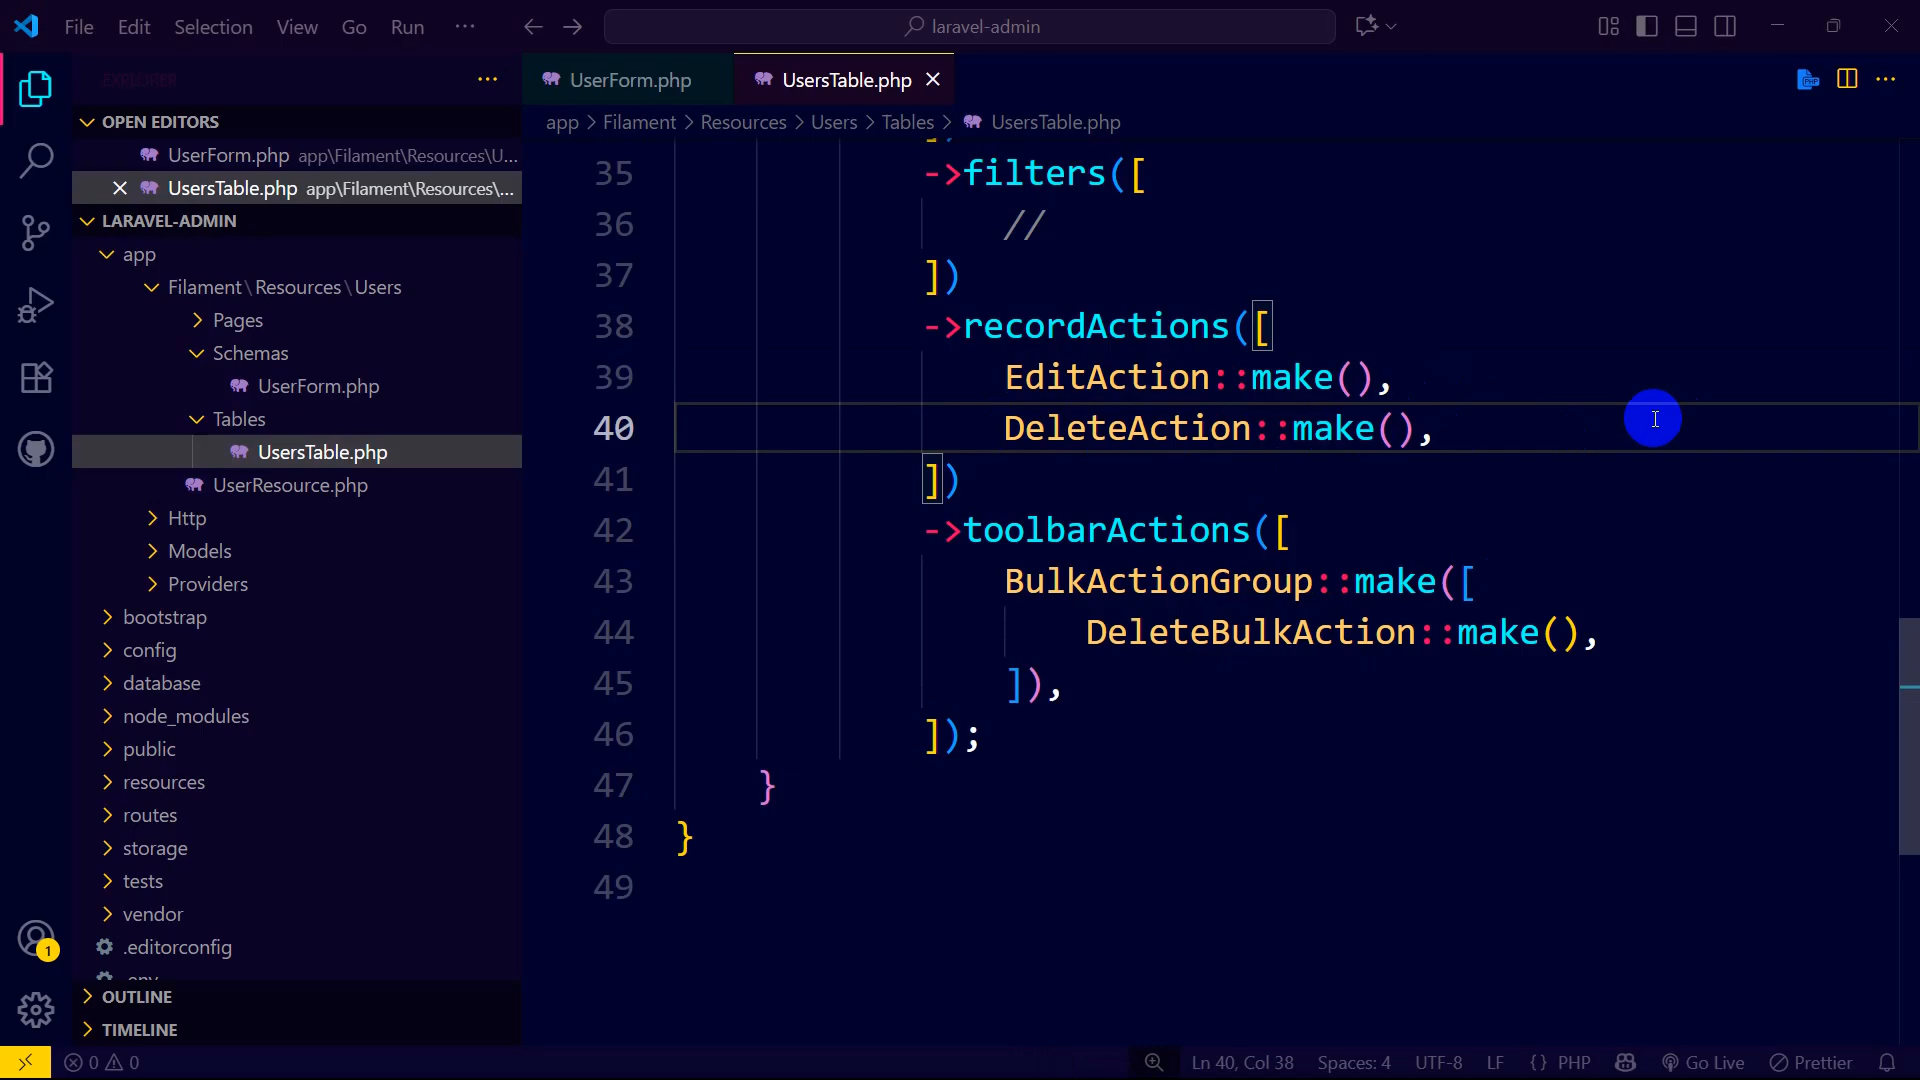 File Edit Selection View Go Run ··· laravel-admin
EXPLORER ···
UserForm.php
UsersTable.php
OPEN EDITORS
UserForm.php app\Filament\Resources\U...
UsersTable.php app\Filament\Resources\...
LARAVEL-ADMIN
app
Filament\Resources\Users
Pages
Schemas
UserForm.php
Tables
UsersTable.php
UserResource.php
Http
Models
Providers
bootstrap
config
database
node_modules
public
resources
routes
storage
tests
vendor
.editorconfig
.env
OUTLINE
TIMELINE
app > Filament > Resources > Users > Tables > UsersTable.php
35 ->filters([
36 //
37 ])
38 ->recordActions([
39 EditAction::make(),
40 DeleteAction::make(),
41 ])
42 ->toolbarActions([
43 BulkActionGroup::make([
44 DeleteBulkAction::make(),
45 ]),
46 ]);
47 }
48 }
49
1
0 0 Ln 40, Col 38 Spaces: 4 UTF-8 LF {} PHP Go Live Prettier